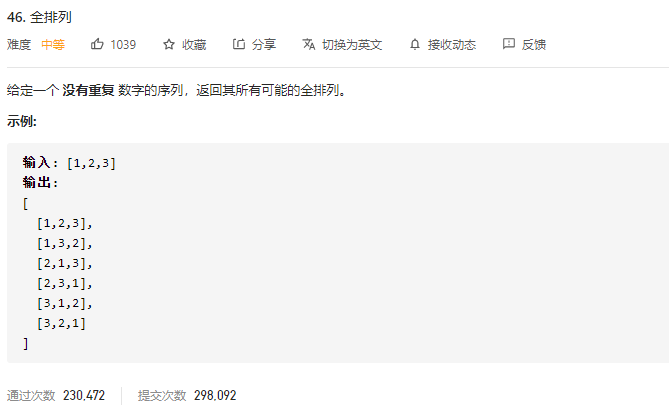 46. 全排列
难度 中等 1039 收藏 分享 切换为英文 接收动态 反馈
给定一个 没有重复 数字的序列，返回其所有可能的全排列。
示例:
输入: [1,2,3]
输出:
[
[1,2,3],
[1,3,2],
[2,1,3],
[2,3,1],
[3,1,2],
[3,2,1]
]
通过次数 230,472 提交次数 298,092